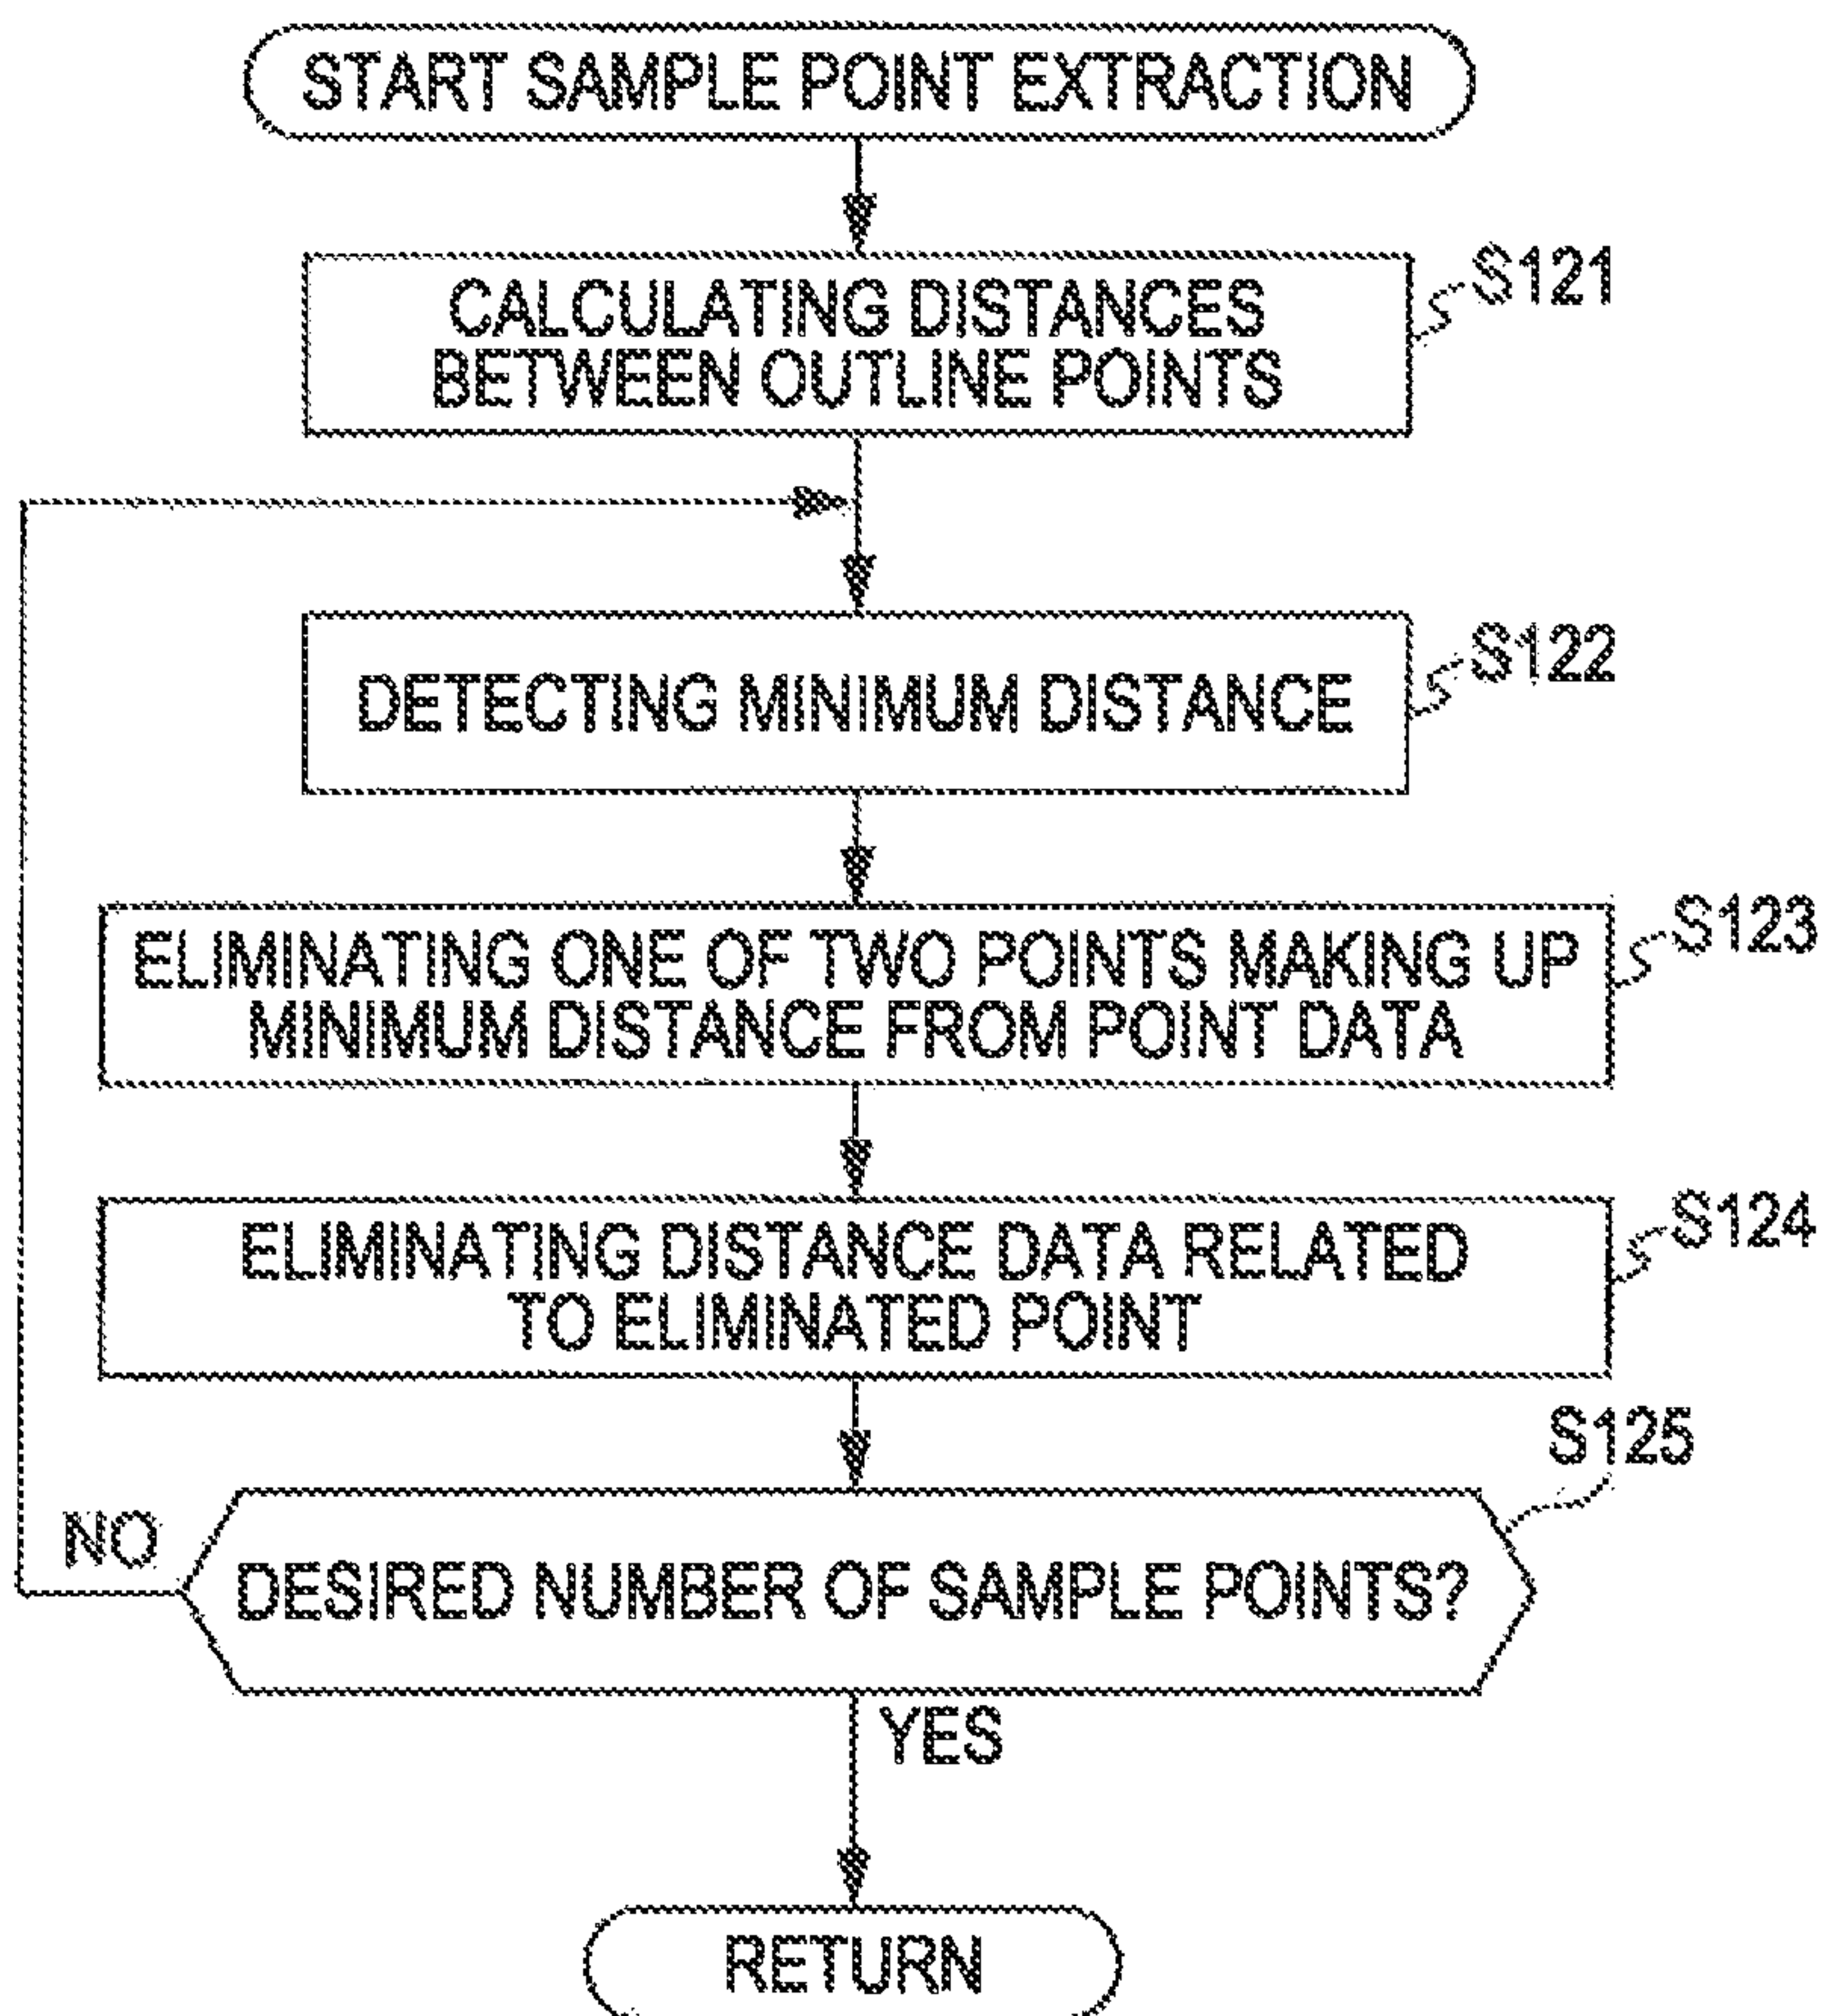 START SAMPLE POINT EXTRACTION
CALCULATING DISTANCES
BETWEEN OUTLINE POINTS
S121
DETECTING MINIMUM DISTANCE
S122
ELIMINATING ONE OF TWO POINTS MAKING UP
MINIMUM DISTANCE FROM POINT DATA
S123
ELIMINATING DISTANCE DATA RELATED
TO ELIMINATED POINT
S124
S125
NO
DESIRED NUMBER OF SAMPLE POINTS?
YES
RETURN